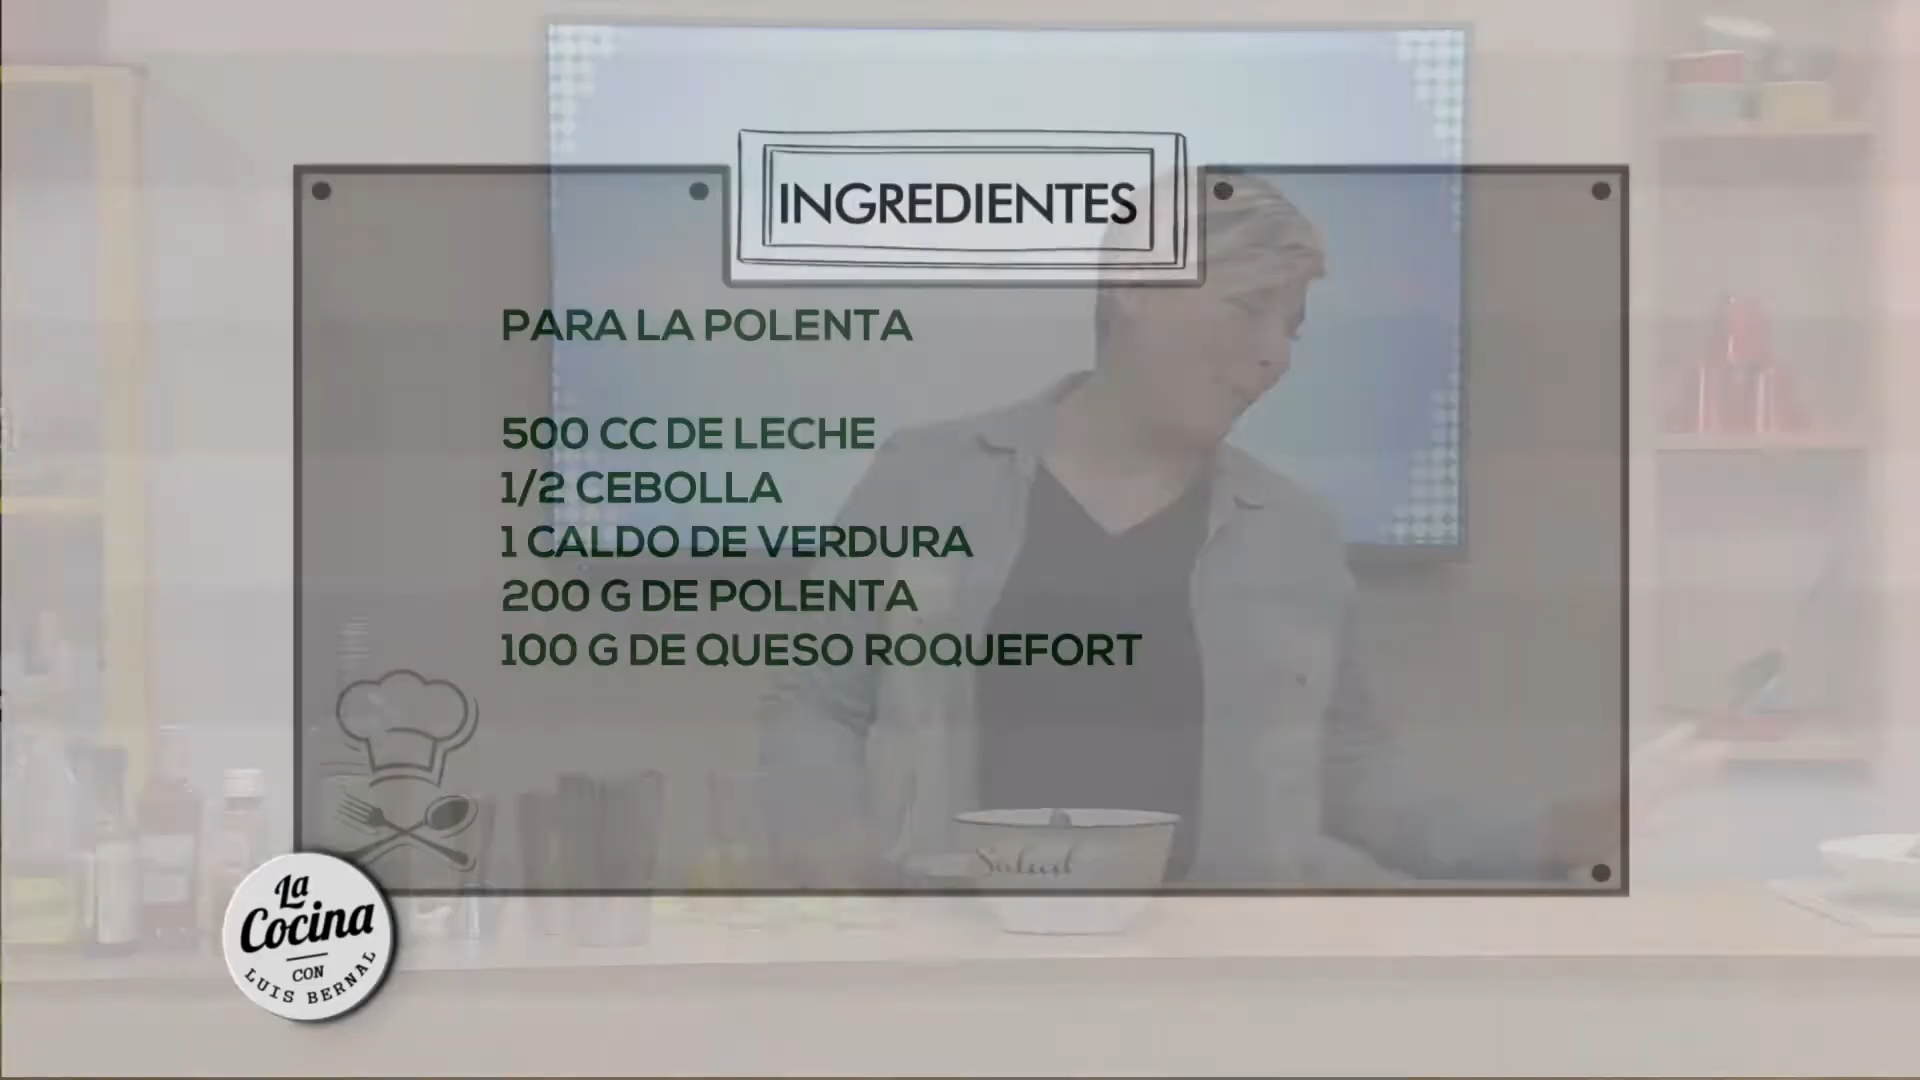 INGREDIENTES
PARA LA POLENTA
500 CC DE LECHE
1/2 CEBOLLA
1 CALDO DE VERDURA
200 G DE POLENTA
100 G DE QUESO ROQUEFORT
Salud
La
Cocina
CON
LUIS BERNAL